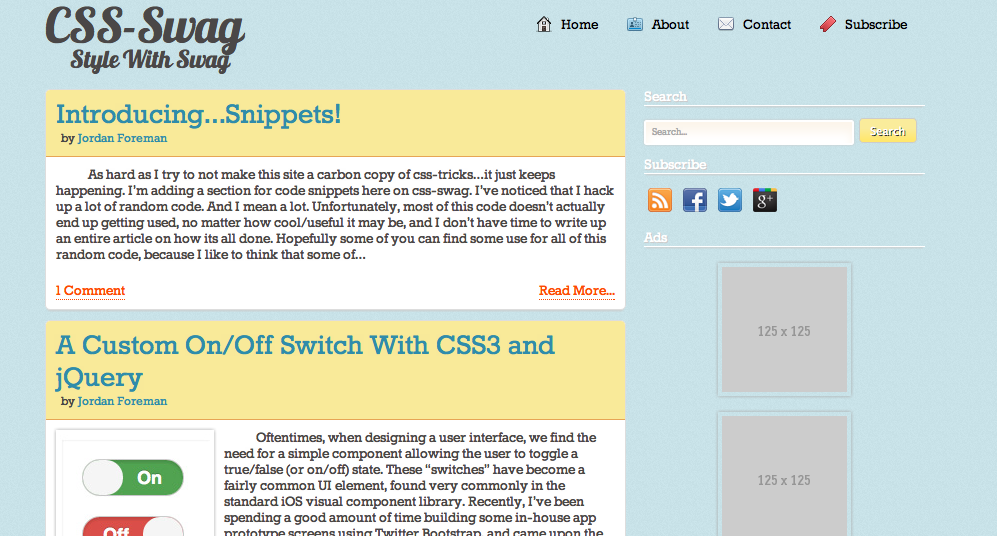 CSS-Swag
Style With Swag
Home
About
Contact
Subscribe
Introducing...Snippets!
by Jordan Foreman
As hard as I try to not make this site a carbon copy of css-tricks...it just keeps
happening. I'm adding a section for code snippets here on css-swag. I've noticed that I hack
up a lot of random code. And I mean a lot. Unfortunately, most of this code doesn't actually
end up getting used, no matter how cool/useful it may be, and I don't have time to write up
an entire article on how its all done. Hopefully some of you can find some use for all of this
random code, because I like to think that some of...
1 Comment
Read More...
A Custom On/Off Switch With CSS3 and
jQuery
by Jordan Foreman
On
Off
Oftentimes, when designing a user interface, we find the
need for a simple component allowing the user to toggle a
true/false (or on/off) state. These “switches” have become a
fairly common UI element, found very commonly in the
standard iOS visual component library. Recently, I've been
spending a good amount of time building some in-house app
prototype screens using Twitter Bootstrap, and came upon the
Search
Search...
Search
Subscribe
g+
Ads
125 x 125
125 x 125